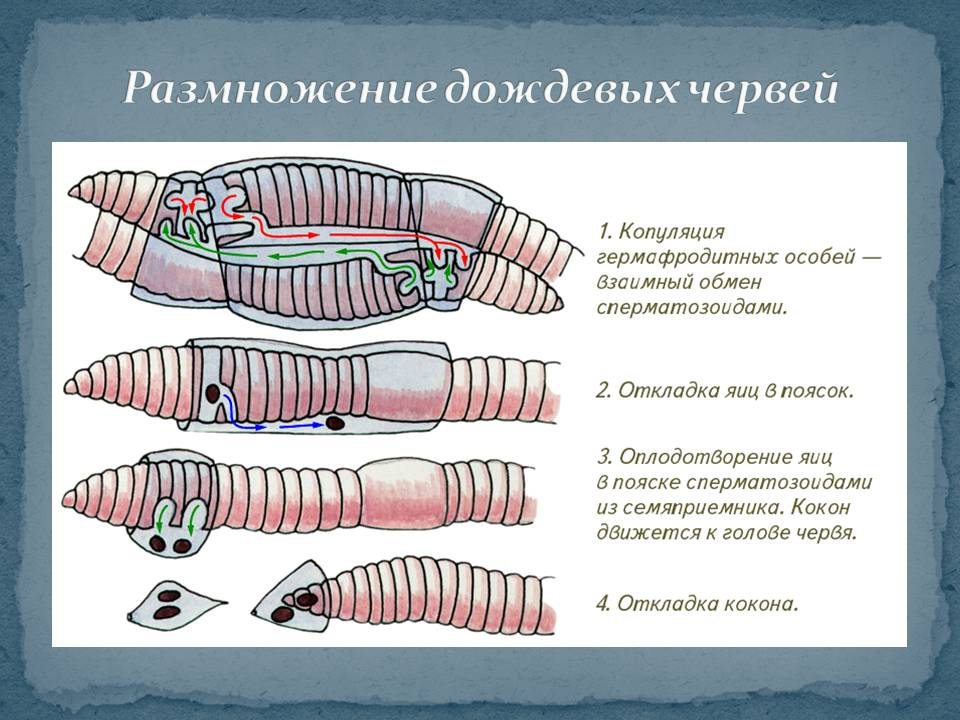 Размножение дождевых червей
1. Копуляция
гермафродитных особей —
взаимный обмен
сперматозоидами.
2. Откладка яиц в поясок.
3. Оплодотворение яиц
в пояске сперматозоидами
из семяприемника. Кокон
движется к голове червя.
4. Откладка кокона.